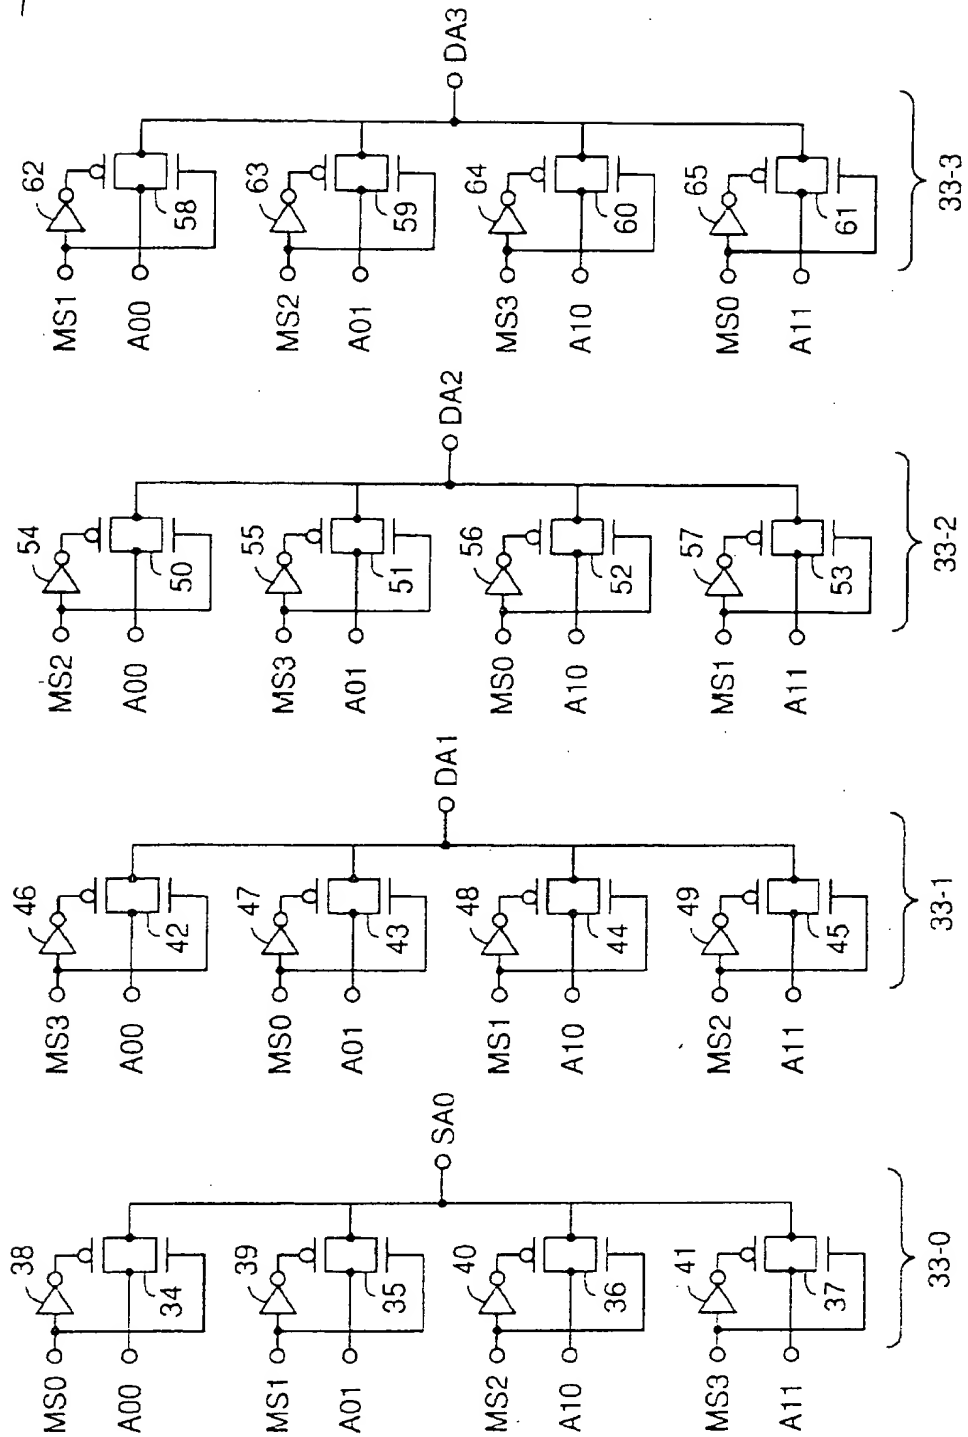 MS0
38
A00
34
MS1
39
A01
35
SA0
MS2
40
A10
36
MS3
41
A11
37
33-0
MS3
46
A00
42
MS0
47
A01
43
DA1
MS1
48
A10
44
MS2
49
A11
45
33-1
MS2
54
A00
50
MS3
55
A01
51
DA2
MS0
56
A10
52
MS1
57
A11
53
33-2
MS1
62
A00
58
MS2
63
A01
59
DA3
MS3
64
A10
60
MS0
65
A11
61
33-3